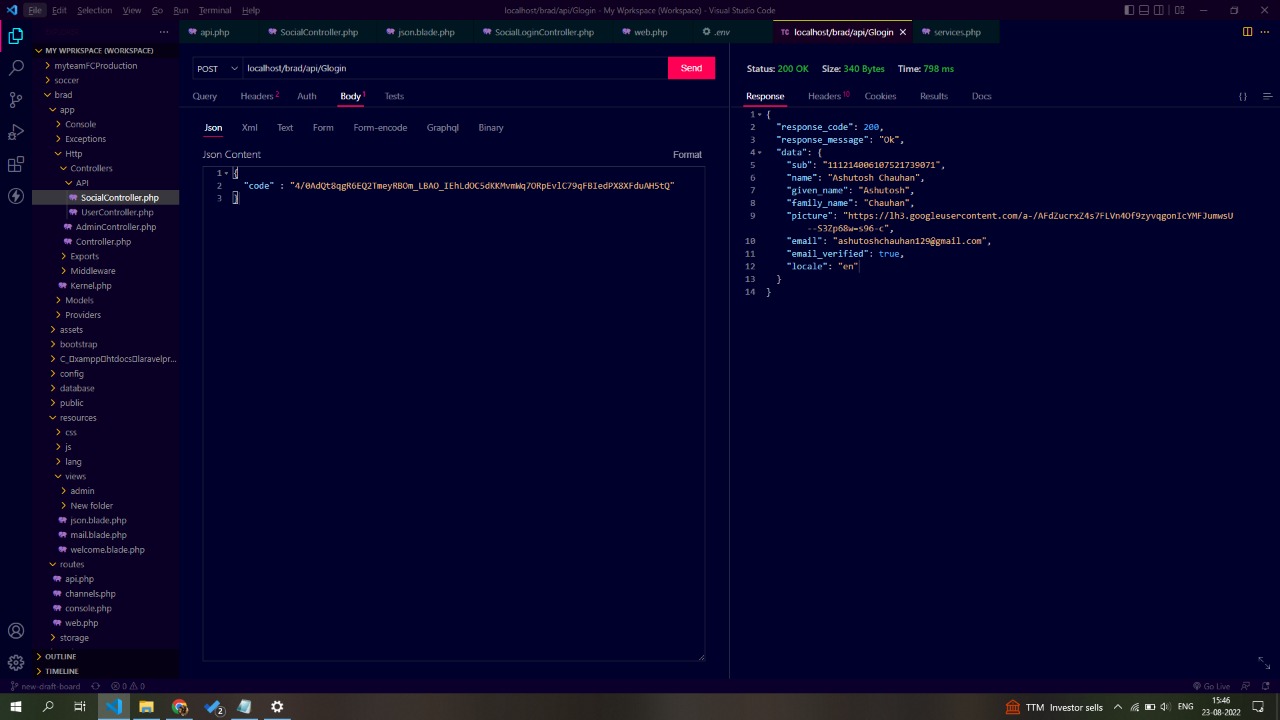 File Edit Selection View Go Run Terminal Help
localhost/brad/api/Glogin - My Wprkspace (Workspace) - Visual Studio Code
api.php SocialController.php json.blade.php SocialLoginController.php web.php .env TC localhost/brad/api/Glogin services.php
MY WPRKSPACE (WORKSPACE)
myteamFCProduction
soccer
brad
app
Console
Exceptions
Http
Controllers
API
SocialController.php
UserController.php
AdminController.php
Controller.php
Exports
Middleware
Kernel.php
Models
Providers
assets
bootstrap
C_xampphtdocslaravelpr...
config
database
public
resources
css
js
lang
views
admin
New folder
json.blade.php
mail.blade.php
welcome.blade.php
routes
api.php
channels.php
console.php
web.php
storage
OUTLINE
TIMELINE
POST localhost/brad/api/Glogin Send
Query Headers 2 Auth Body 1 Tests
Json Xml Text Form Form-encode Graphql Binary
Json Content Format
1 {
2 "code" : "4/0AdQt8qgR6EQ2TmeyRBOm_LBAO_IEhLdOC5dKKMvmWq7ORpEvlC79qFBIedPX8XFduAH5tQ"
3 }
Status: 200 OK Size: 340 Bytes Time: 798 ms
Response Headers 10 Cookies Results Docs { }
1 {
2 "response_code": 200,
3 "response_message": "Ok",
4 "data": {
5 "sub": "111214006107521739071",
6 "name": "Ashutosh Chauhan",
7 "given_name": "Ashutosh",
8 "family_name": "Chauhan",
9 "picture": "https://lh3.googleusercontent.com/a-/AFdZucrxZ4s7FLVn4Of9zyvqgonIcYMFJumwsU
--S3Zp68w=s96-c",
10 "email": "ashutoshchauhan129@gmail.com",
11 "email_verified": true,
12 "locale": "en"
13 }
14 }
new-draft-board 0 0 Go Live
2 TTM Investor sells ENG 15:46
23-08-2022